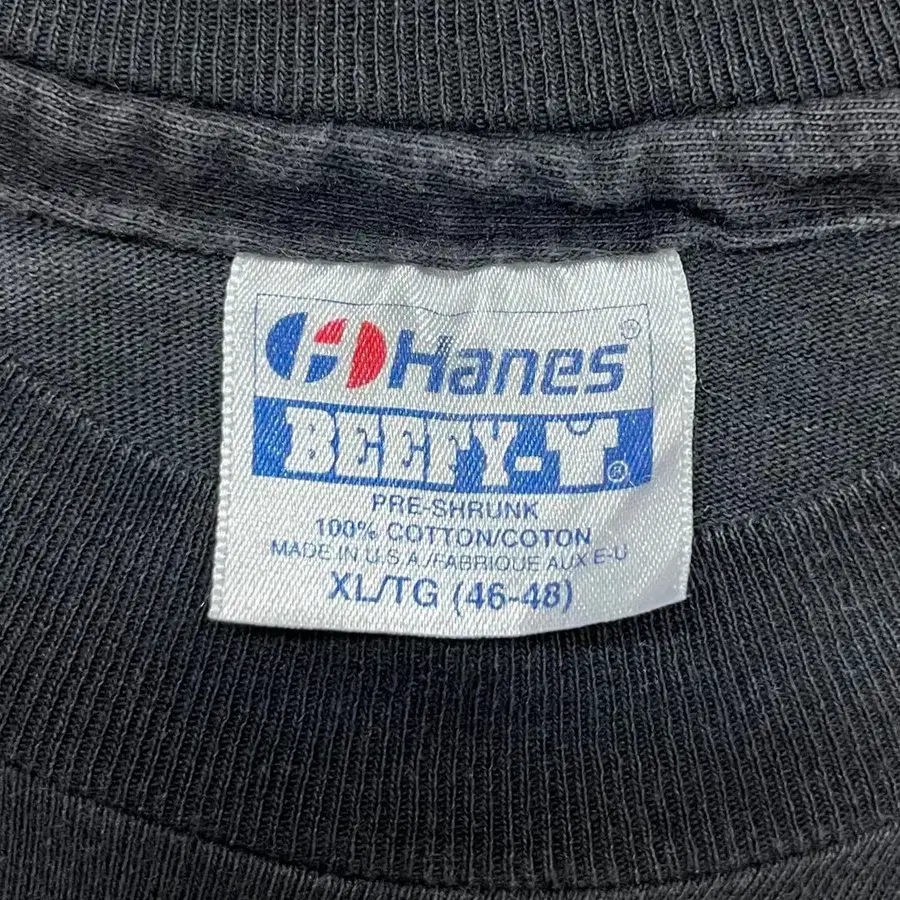 Hanes®
BEEFY-T®
PRE-SHRUNK
100% COTTON/COTON
MADE IN U.S.A./FABRIQUE AUX E-U
XL/TG (46-48)